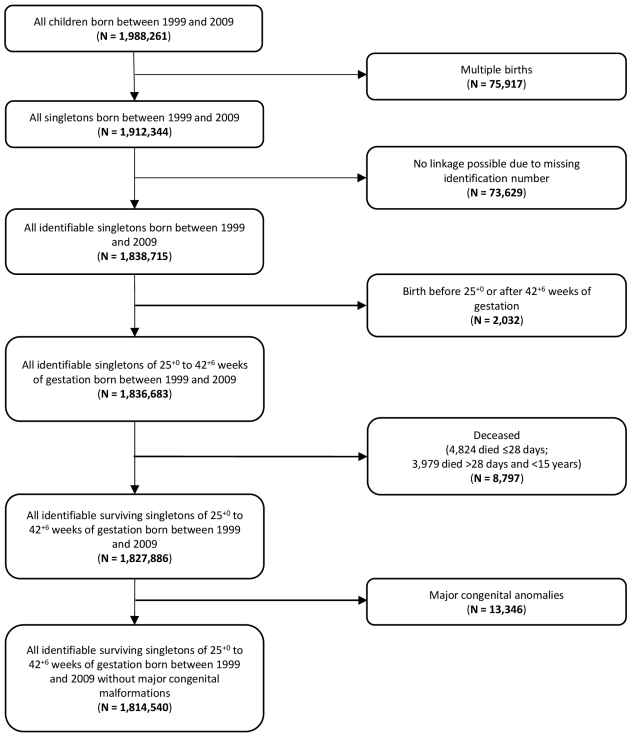 All children born between 1999 and 2009
(N = 1,988,261)
Multiple births
(N = 75,917)
All singletons born between 1999 and 2009
(N = 1,912,344)
No linkage possible due to missing
identification number
(N = 73,629)
All identifiable singletons born between 1999
and 2009
(N = 1,838,715)
Birth before 25⁺⁰ or after 42⁺⁶ weeks of
gestation
(N = 2,032)
All identifiable singletons of 25⁺⁰ to 42⁺⁶ weeks
of gestation born between 1999 and 2009
(N = 1,836,683)
Deceased
(4,824 died ≤28 days;
3,979 died >28 days and <15 years)
(N = 8,797)
All identifiable surviving singletons of 25⁺⁰ to
42⁺⁶ weeks of gestation born between 1999
and 2009
(N = 1,827,886)
Major congenital anomalies
(N = 13,346)
All identifiable surviving singletons of 25⁺⁰ to
42⁺⁶ weeks of gestation born between 1999
and 2009 without major congenital
malformations
(N = 1,814,540)